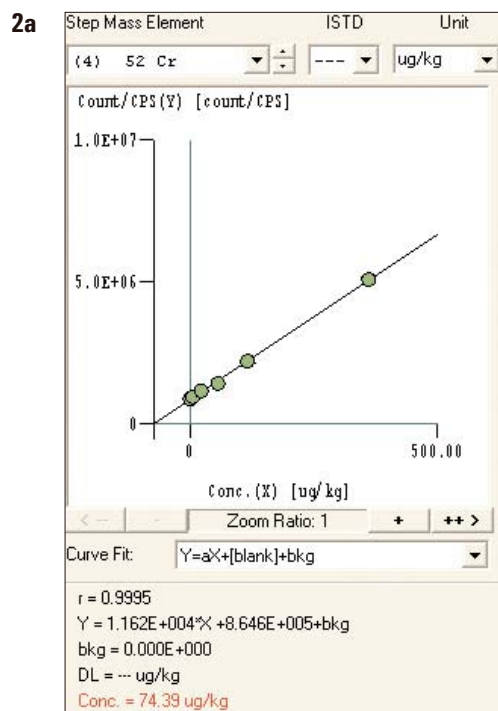 2a
Step Mass Element ISTD Unit
(4) 52 Cr --- ug/kg
Count/CPS(Y) [count/CPS]
1.0E+07
5.0E+06
0
0 500.00
Conc.(X) [ug/kg]
< -- - Zoom Ratio: 1 + ++ >
Curve Fit: Y=aX+[blank]+bkg
r = 0.9995
Y = 1.162E+004*X +8.646E+005+bkg
bkg = 0.000E+000
DL = --- ug/kg
Conc. = 74.39 ug/kg